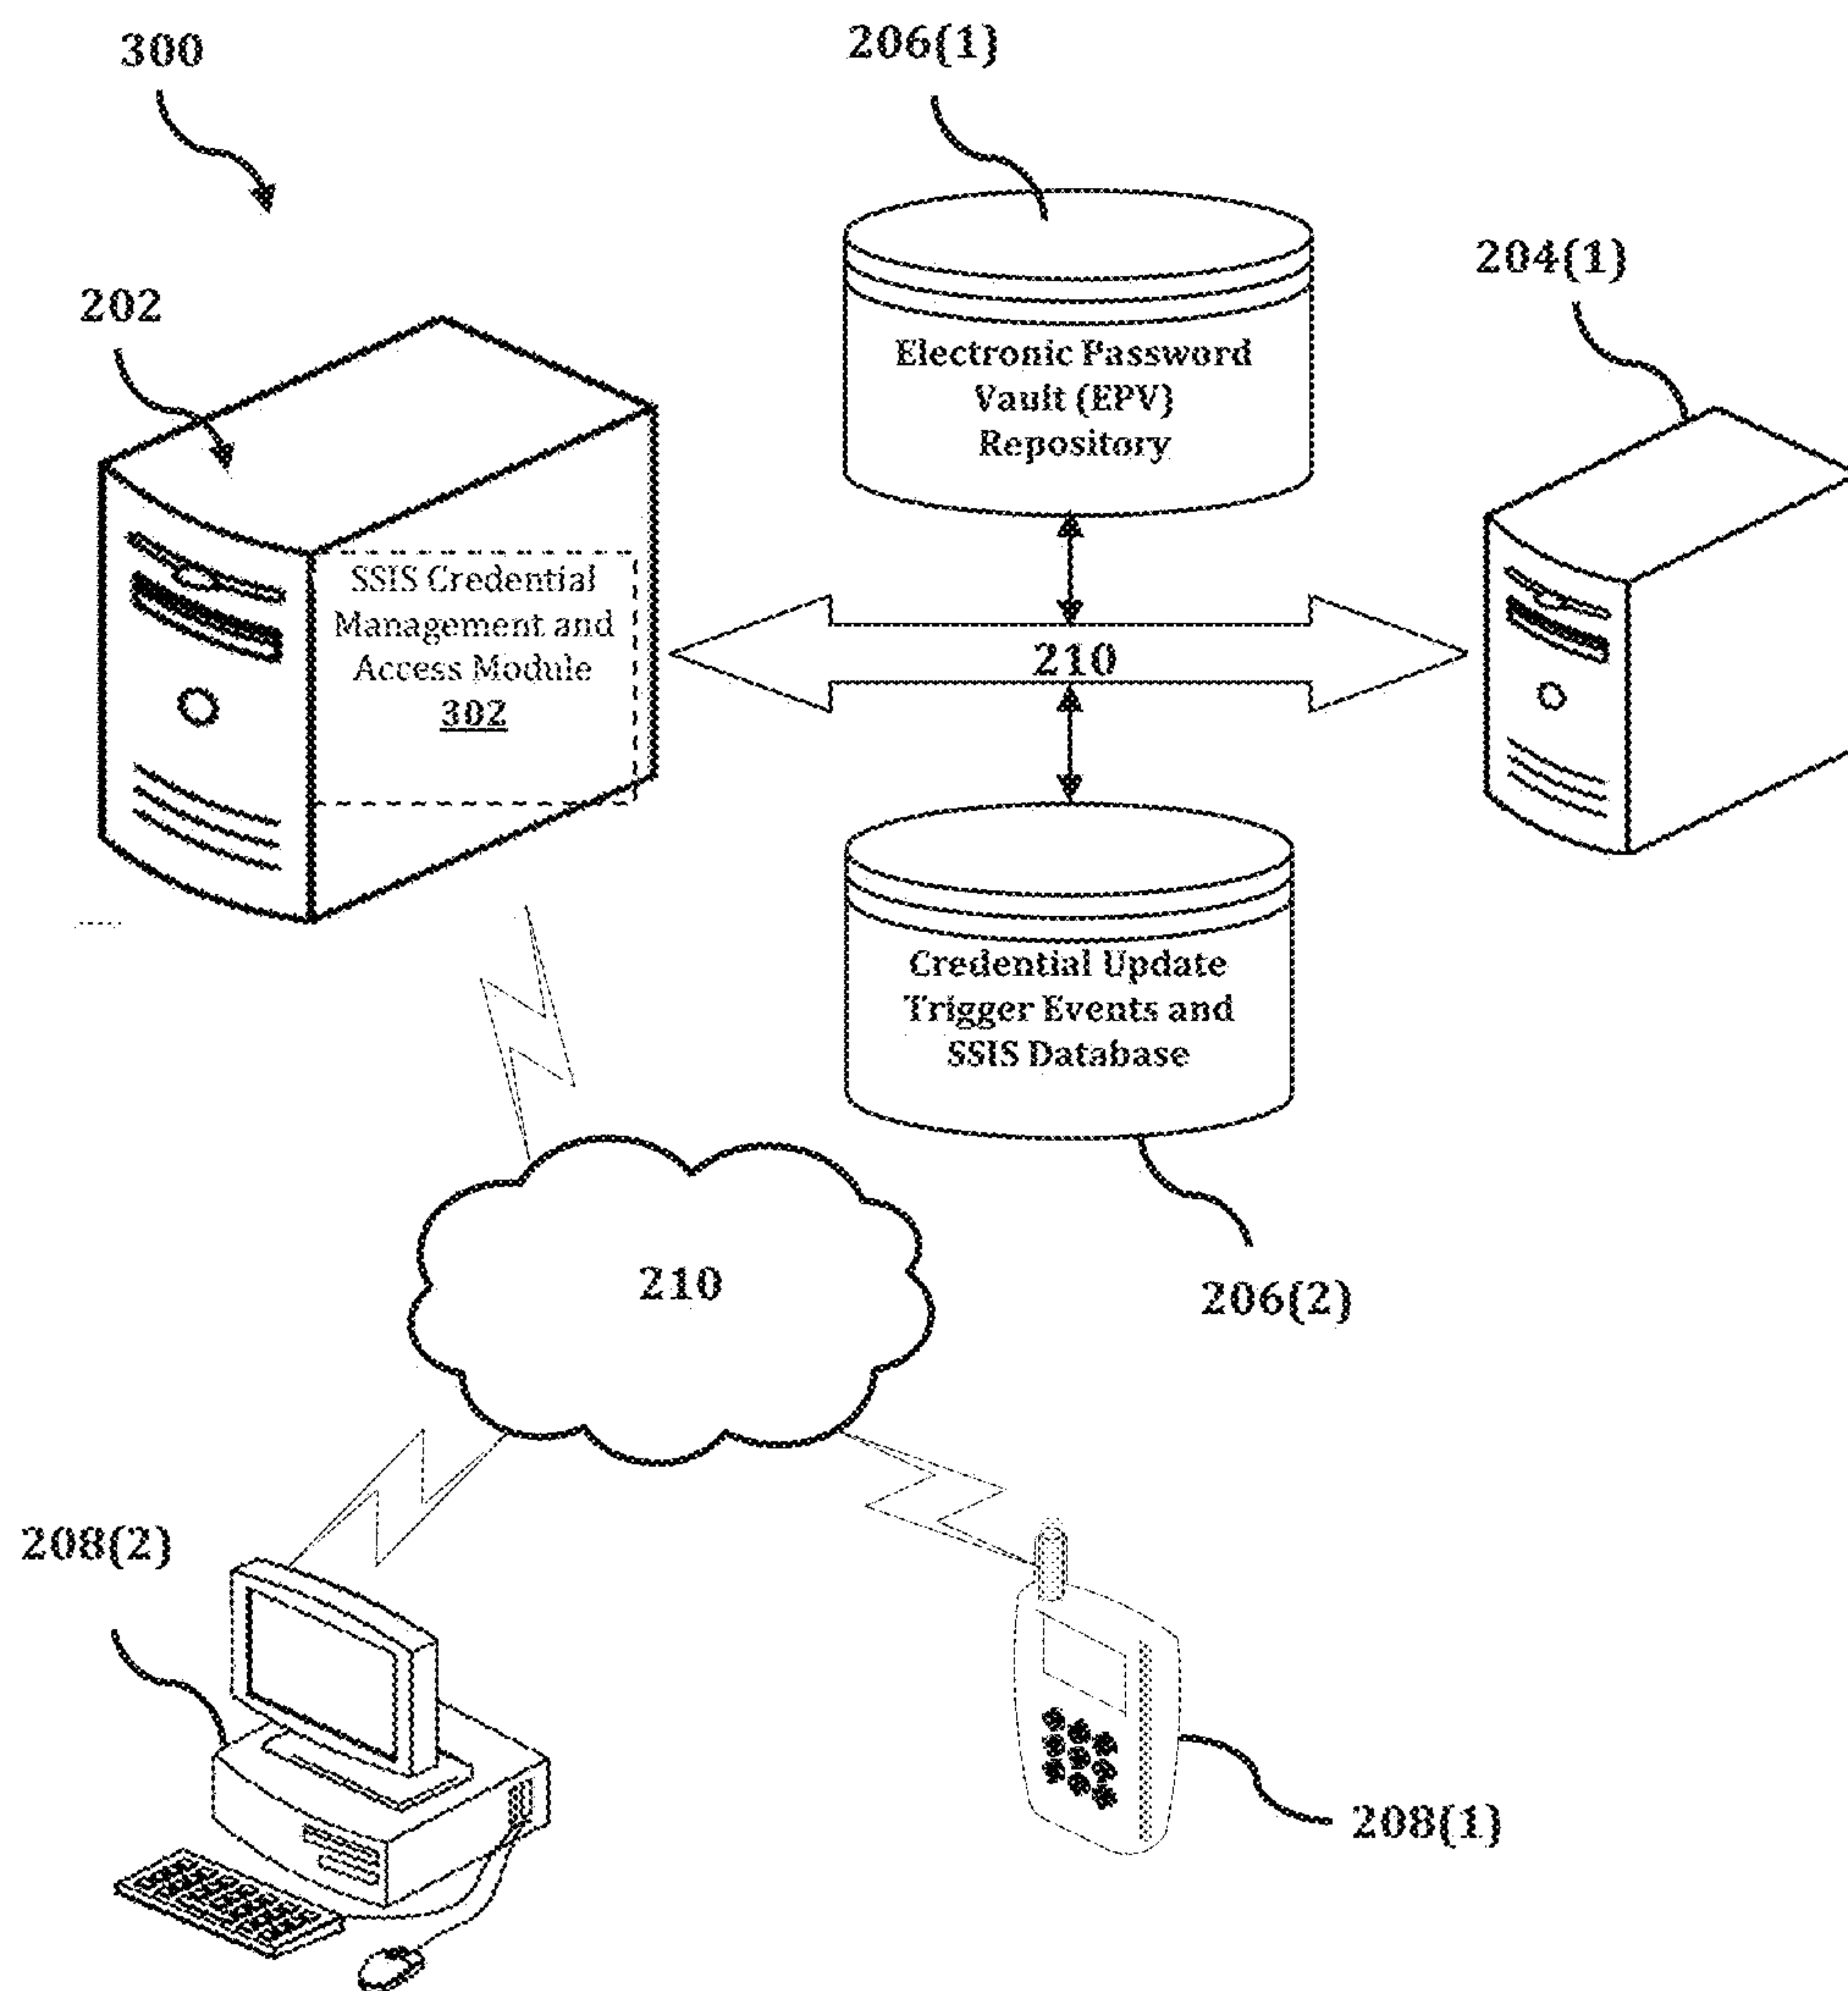 300
206(1)
204(1)
202
Electronic Password
Vault (EPV)
Repository
SSIS Credential
Management and
Access Module
302
210
Credential Update
Trigger Events and
SSIS Database
210
206(2)
208(2)
208(1)